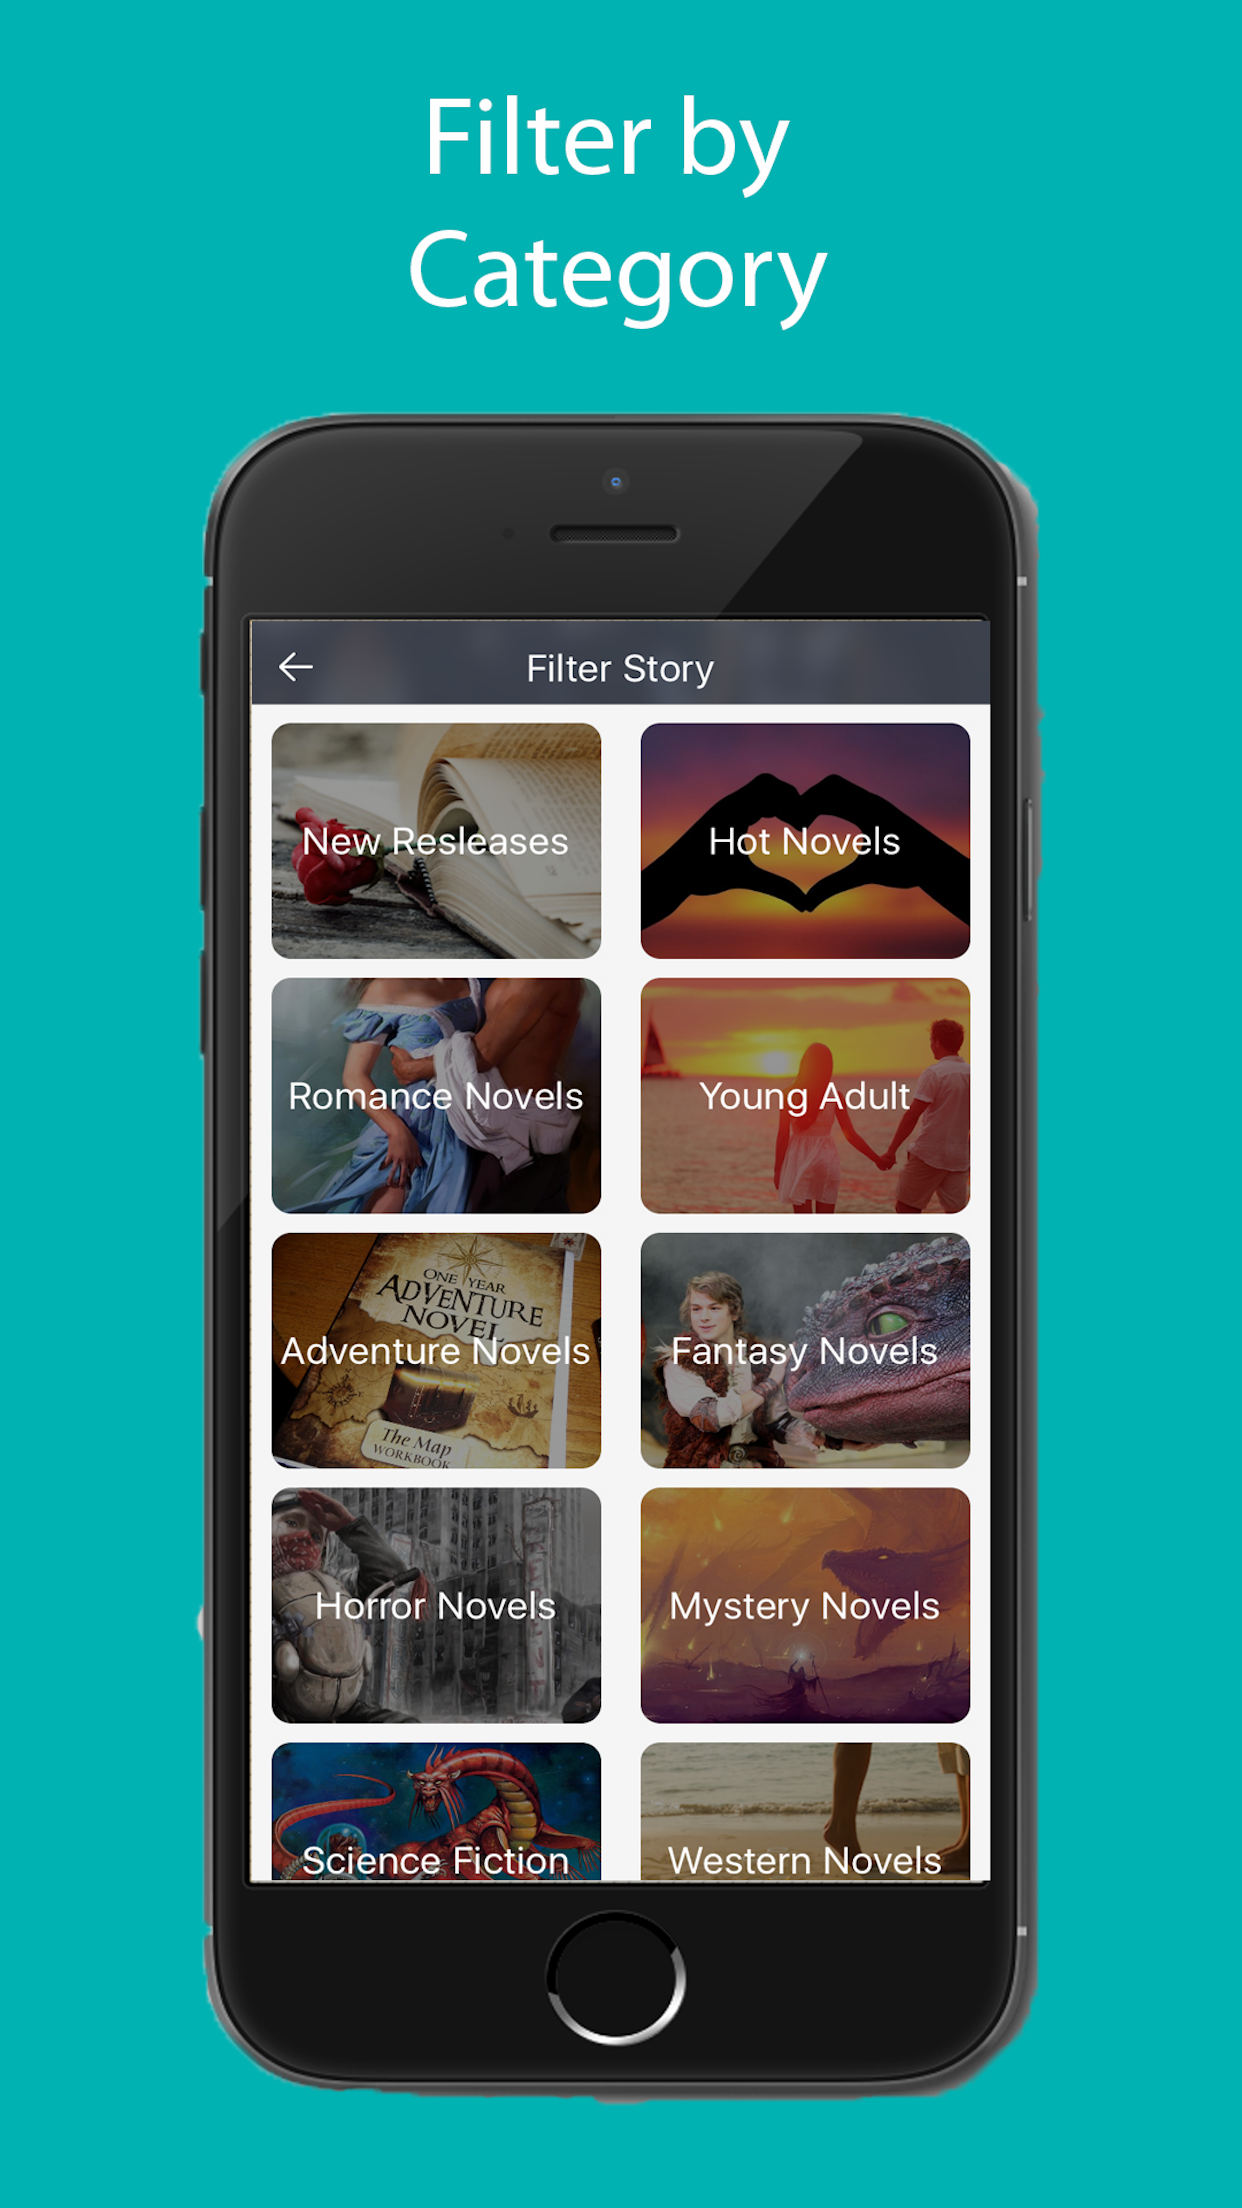 Filter by
Category
Filter Story
New Resleases
Hot Novels
Romance Novels
Young Adult
ONE YEAR
ADVENTURE
NOVEL
Adventure Novels
The Map
WORKBOOK
Fantasy Novels
Horror Novels
Mystery Novels
Science Fiction
Western Novels